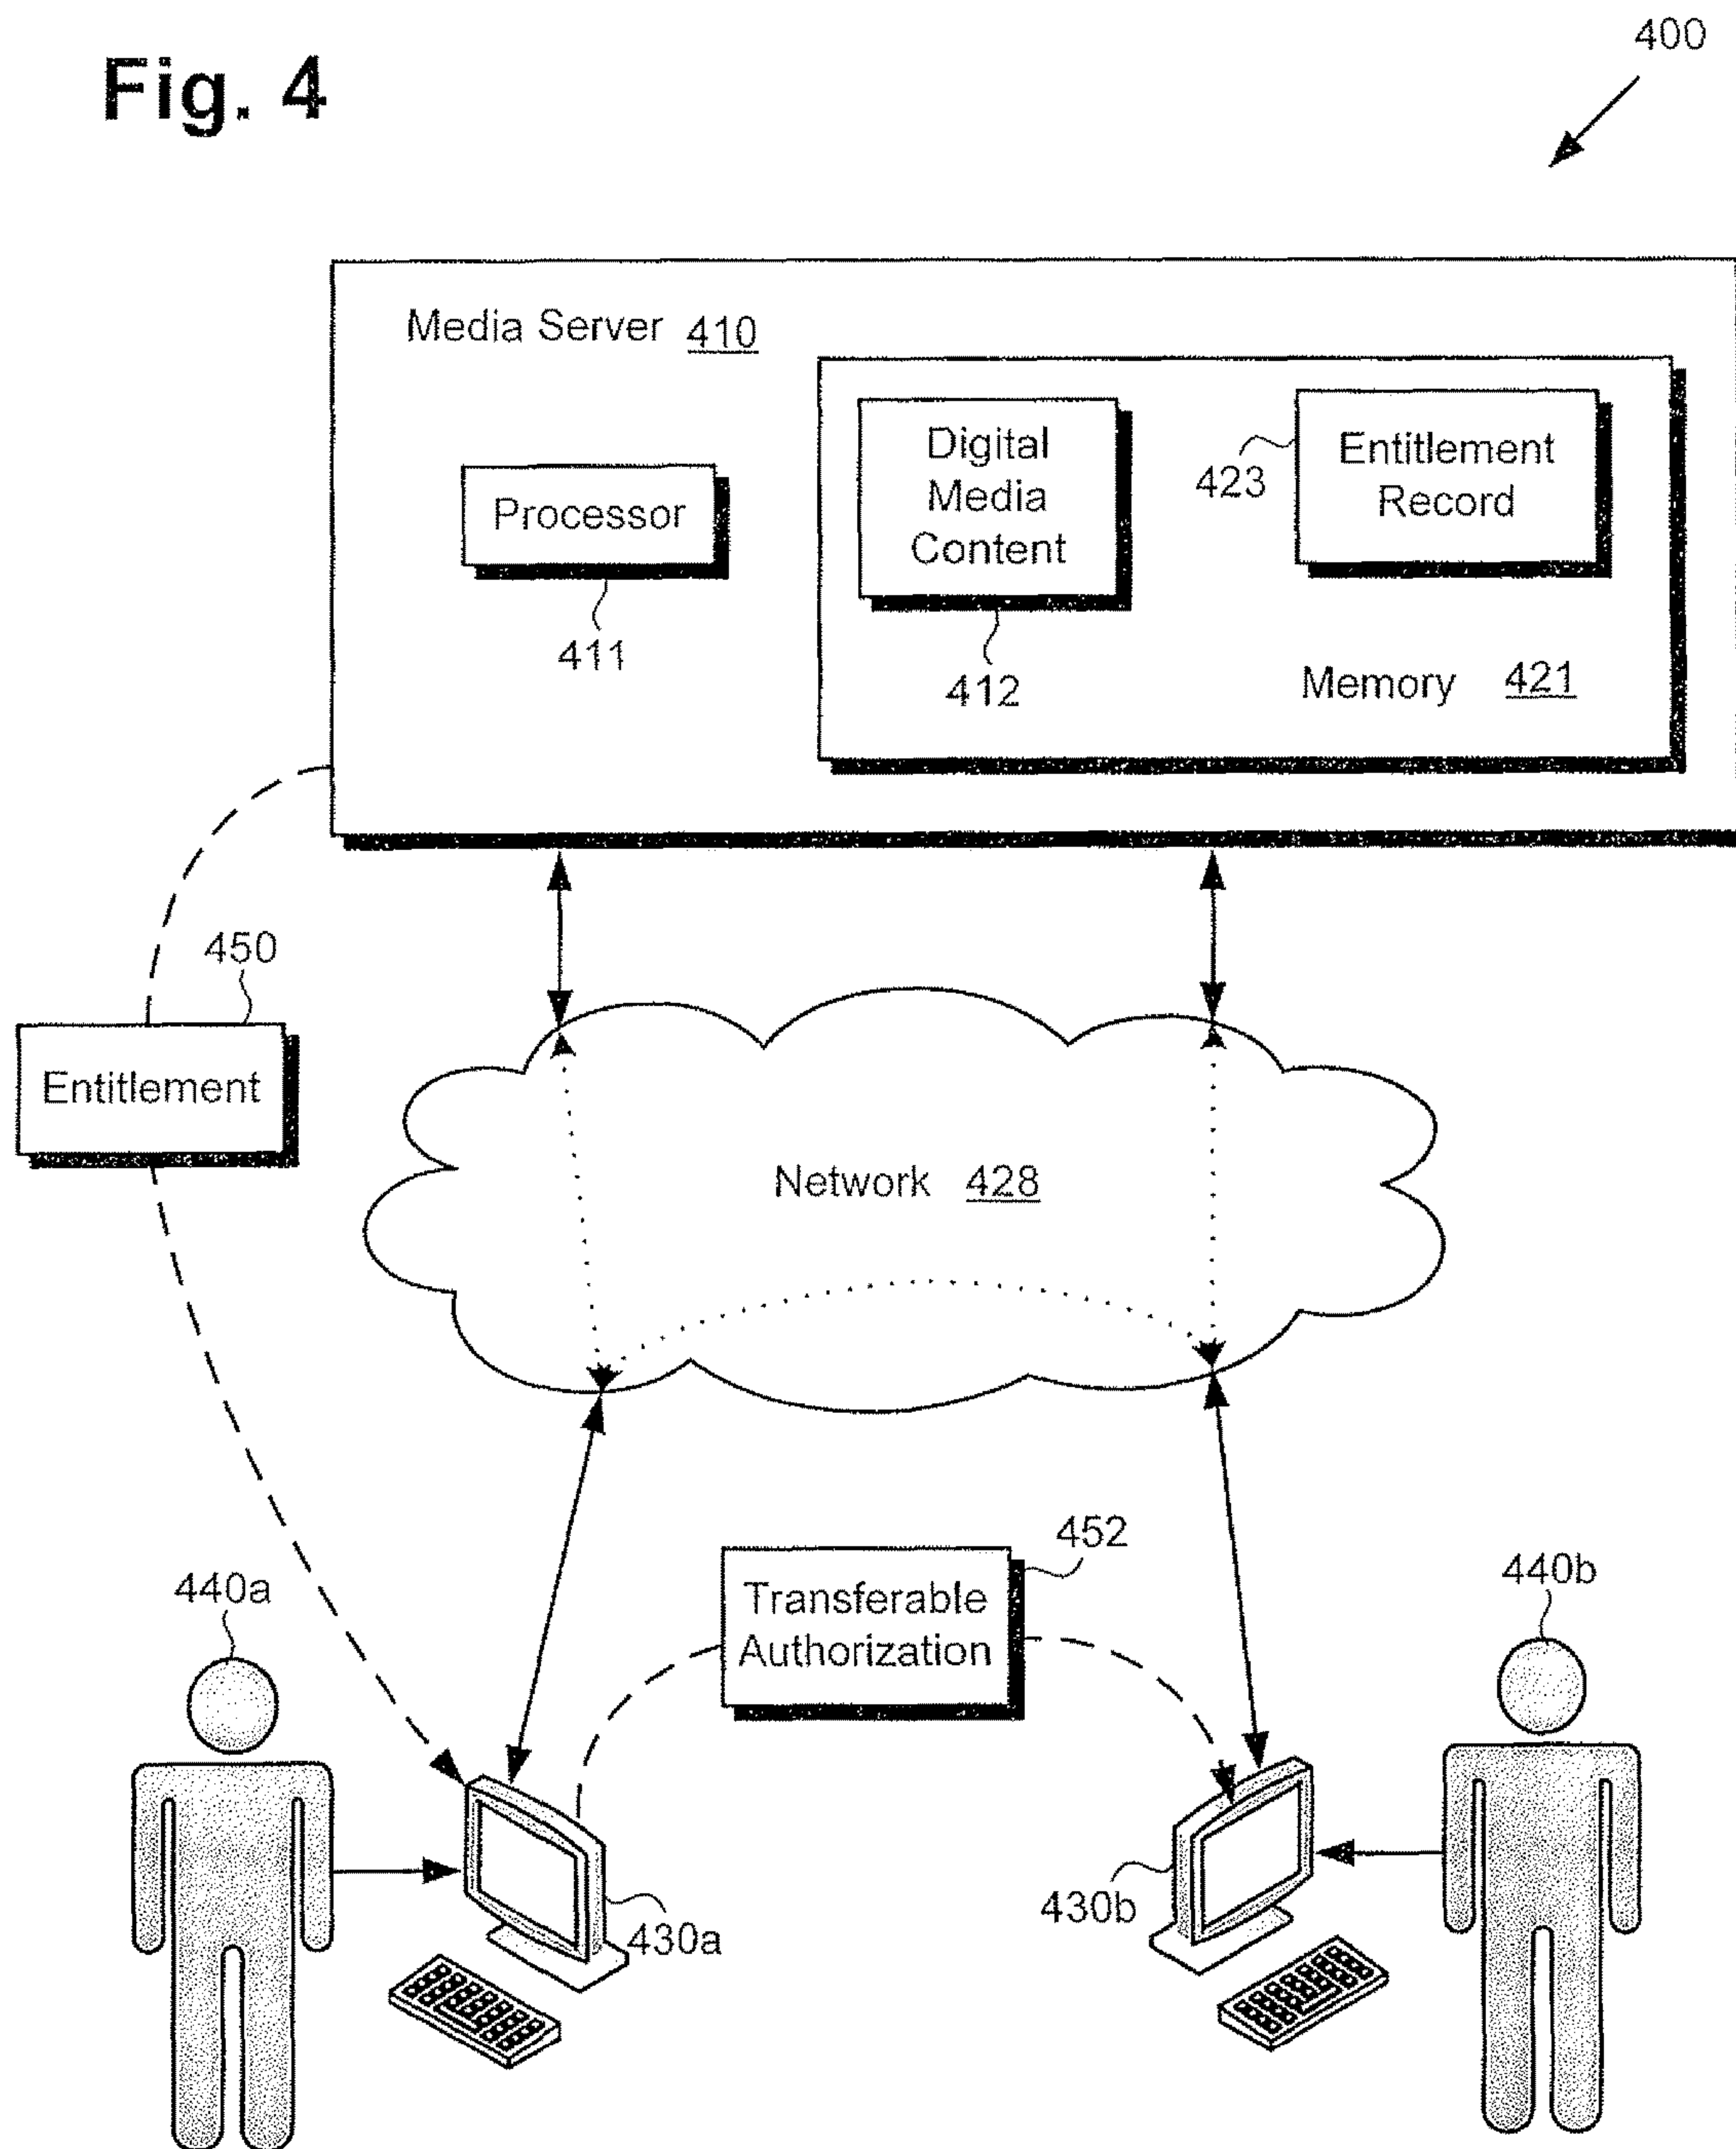 Fig. 4
400
Media Server 410
Digital
Media
Content
423
Entitlement
Record
Processor
411
412
Memory 421
450
Entitlement
Network 428
452
Transferable
Authorization
440a
440b
430a
430b